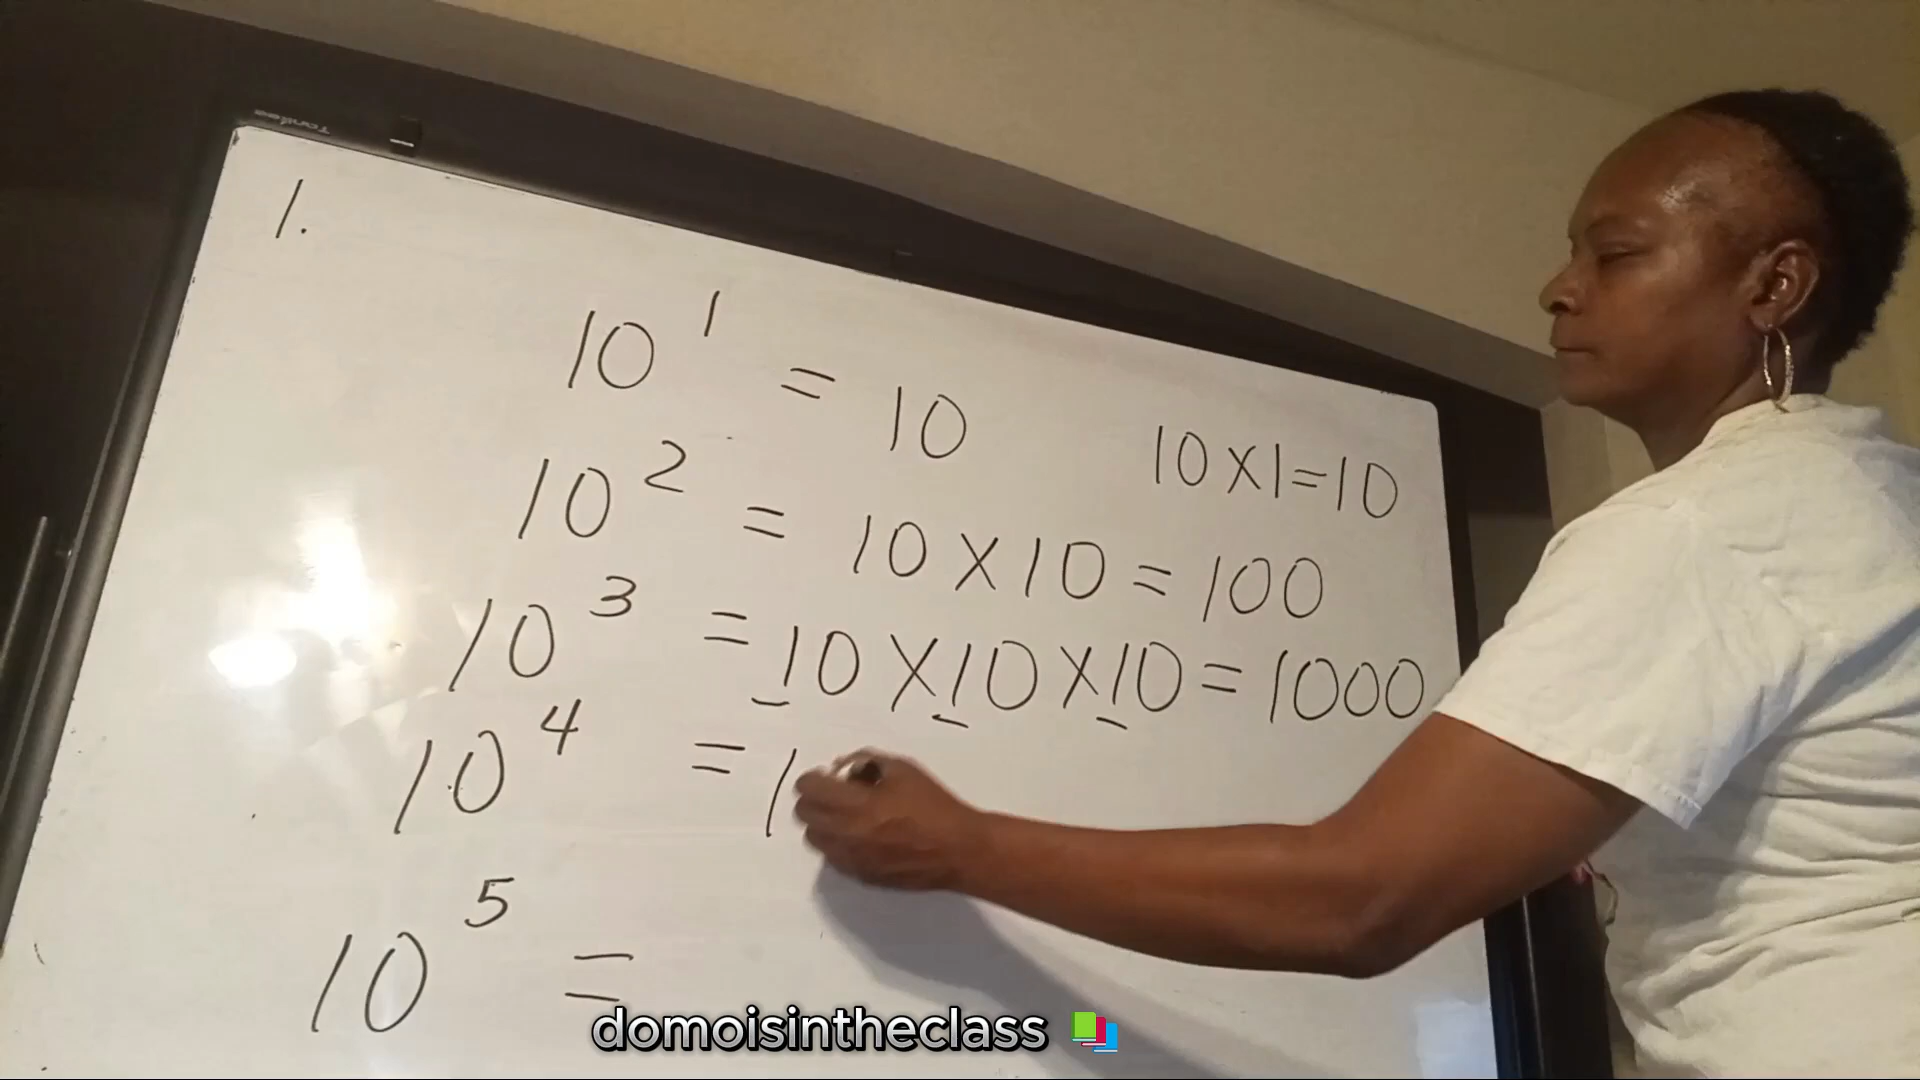 1.
10¹ = 10    10 x 1 = 10
10² = 10 X 10 = 100
10³ = 10 X 10 X 10 = 1000
10⁴ = 1
10⁵ =
domoisintheclass